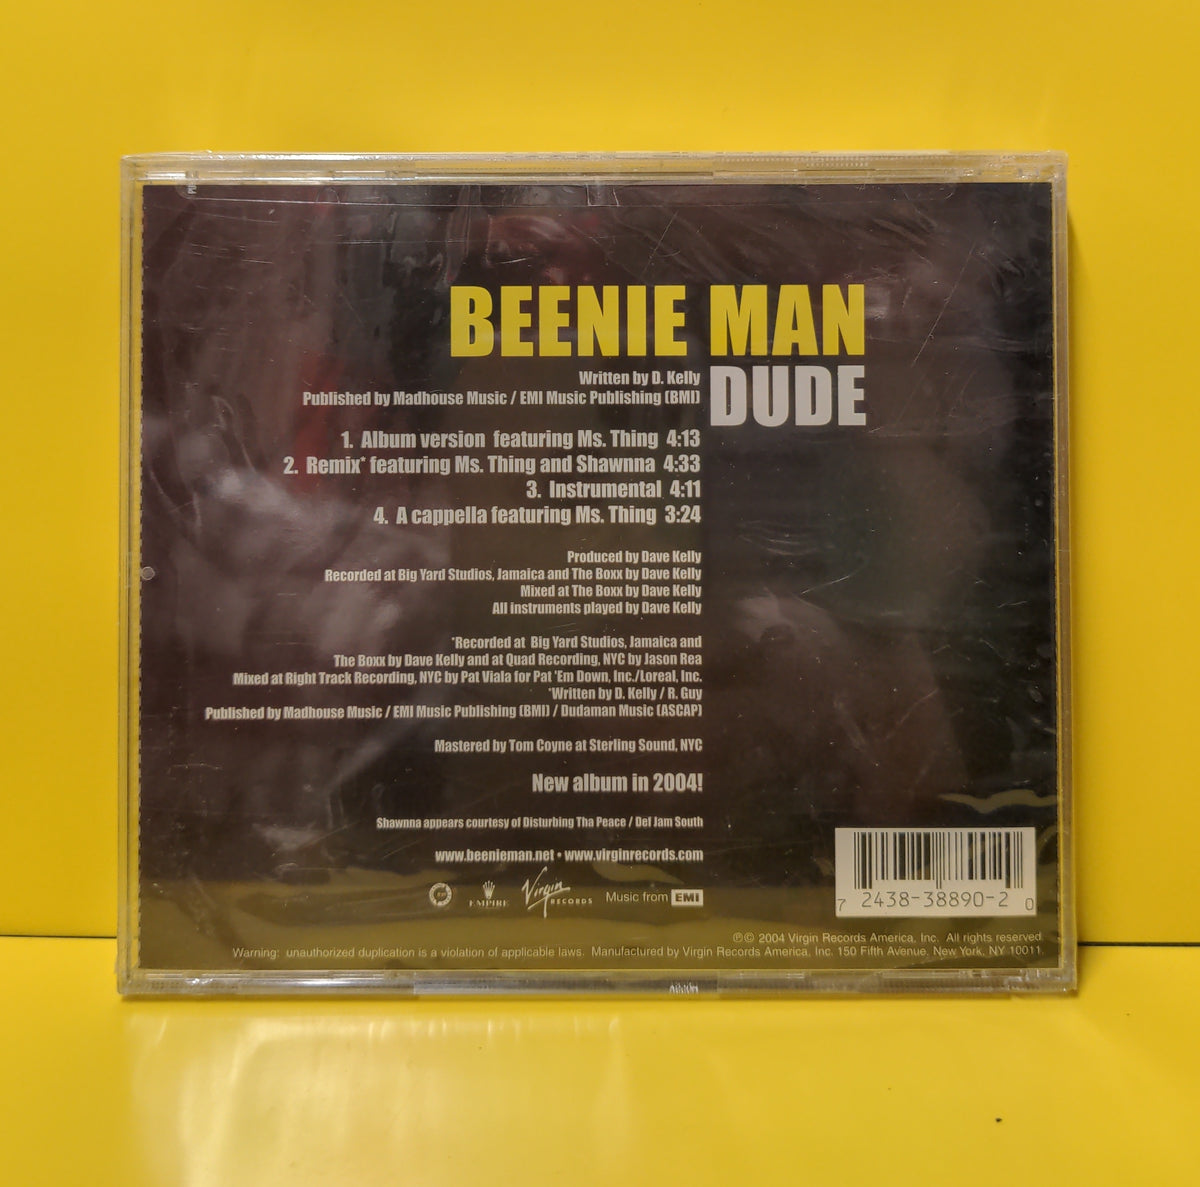 BEENIE MAN
DUDE
Written by D. Kelly
Published by Madhouse Music / EMI Music Publishing (BMI)
1. Album version featuring Ms. Thing 4:13
2. Remix* featuring Ms. Thing and Shawnna 4:33
3. Instrumental 4:11
4. A cappella featuring Ms. Thing 3:24
Produced by Dave Kelly
Recorded at Big Yard Studios, Jamaica and The Boxx by Dave Kelly
Mixed at The Boxx by Dave Kelly
All instruments played by Dave Kelly
*Recorded at Big Yard Studios, Jamaica and
The Boxx by Dave Kelly and at Quad Recording, NYC by Jason Rea
Mixed at Right Track Recording, NYC by Pat Viala for Pat 'Em Down, Inc./Loreal, Inc.
*Written by D. Kelly / R. Guy
Published by Madhouse Music / EMI Music Publishing (BMI) / Dudaman Music (ASCAP)
Mastered by Tom Coyne at Sterling Sound, NYC
New album in 2004!
Shawnna appears courtesy of Disturbing Tha Peace / Def Jam South
www.beenieman.net • www.virginrecords.com
EMPIRE
Virgin RECORDS
Music from EMI
7 2438-38890-2 0
℗© 2004 Virgin Records America, Inc. All rights reserved
Warning: unauthorized duplication is a violation of applicable laws. Manufactured by Virgin Records America, Inc. 150 Fifth Avenue, New York, NY 10011